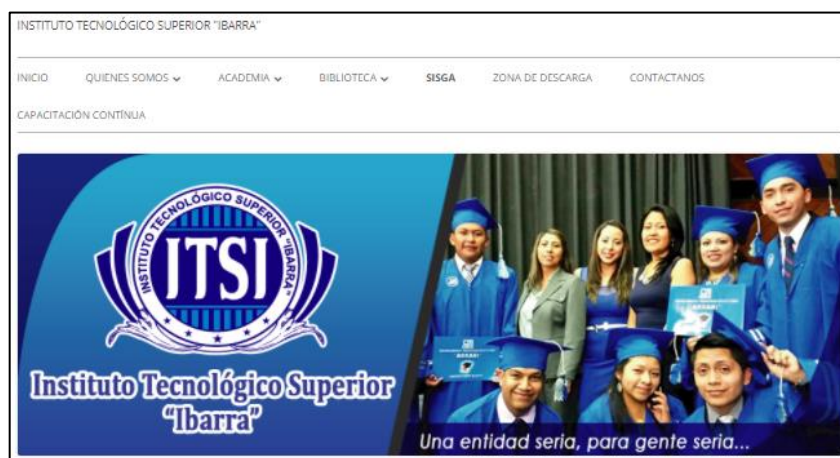 INSTITUTO TECNOLÓGICO SUPERIOR "IBARRA"
INICIO QUIENES SOMOS ACADEMIA BIBLIOTECA SISGA ZONA DE DESCARGA CONTACTANOS
CAPACITACIÓN CONTÍNUA
INSTITUTO TECNOLÓGICO SUPERIOR "IBARRA"
ITSI
Instituto Tecnológico Superior
"Ibarra"
Una entidad seria, para gente seria...